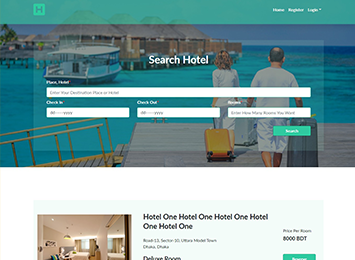 H
Home Register Login
Search Hotel
Place, Hotel
Enter Your Destination Place or Hotel
Check In Check Out Rooms
dd----yyyy dd----yyyy Enter How Many Rooms You Want
Search
Hotel One Hotel One Hotel One Hotel
One Hotel One
Road:13, Sector-10, Uttara Model Town
Dhaka, Dhaka
Deluxe Room
Price Per Room
8000 BDT